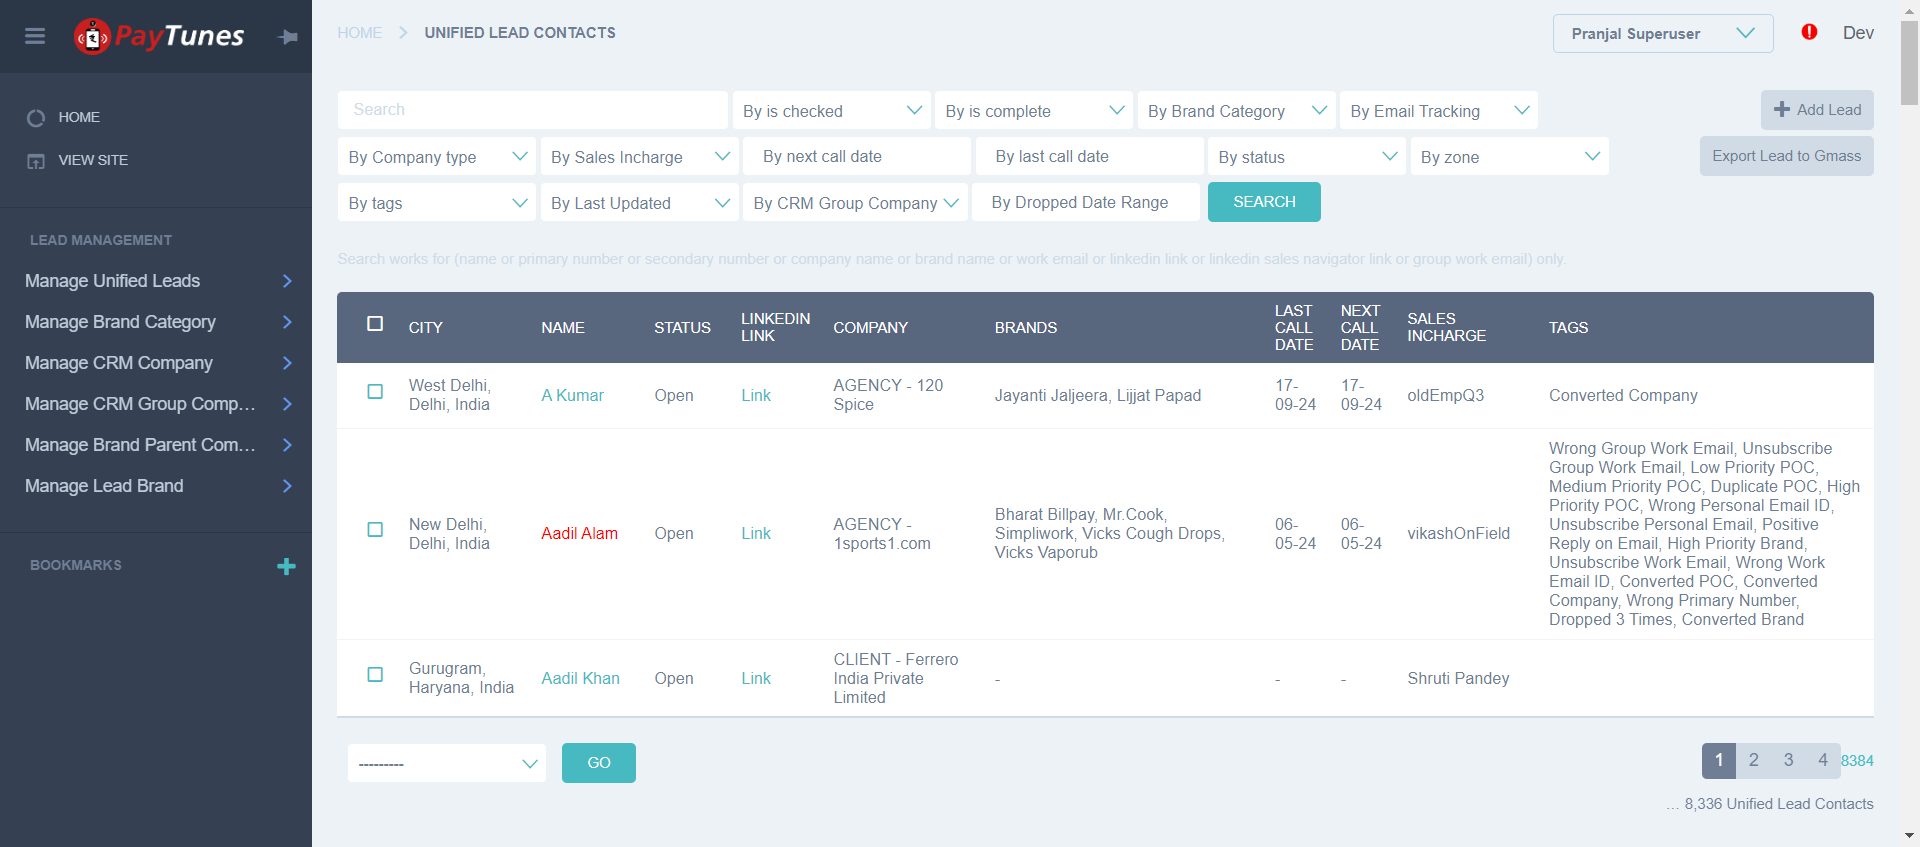 PayTunes
HOME
VIEW SITE
LEAD MANAGEMENT
Manage Unified Leads
Manage Brand Category
Manage CRM Company
Manage CRM Group Comp...
Manage Brand Parent Com...
Manage Lead Brand
BOOKMARKS
HOME > UNIFIED LEAD CONTACTS
Pranjal Superuser
Dev
Search
By is checked
By is complete
By Brand Category
By Email Tracking
Add Lead
By Company type
By Sales Incharge
By next call date
By last call date
By status
By zone
Export Lead to Gmass
By tags
By Last Updated
By CRM Group Company
By Dropped Date Range
SEARCH
Search works for (name or primary number or secondary number or company name or brand name or work email or linkedin link or linkedin sales navigator link or group work email) only.
CITY
NAME
STATUS
LINKEDIN
LINK
COMPANY
BRANDS
LAST
CALL
DATE
NEXT
CALL
DATE
SALES
INCHARGE
TAGS
West Delhi,
Delhi, India
A Kumar
Open
Link
AGENCY - 120
Spice
Jayanti Jaljeera, Lijjat Papad
17-
09-24
17-
09-24
oldEmpQ3
Converted Company
New Delhi,
Delhi, India
Aadil Alam
Open
Link
AGENCY -
1sports1.com
Bharat Billpay, Mr.Cook,
Simpliwork, Vicks Cough Drops,
Vicks Vaporub
06-
05-24
06-
05-24
vikashOnField
Wrong Group Work Email, Unsubscribe
Group Work Email, Low Priority POC,
Medium Priority POC, Duplicate POC, High
Priority POC, Wrong Personal Email ID,
Unsubscribe Personal Email, Positive
Reply on Email, High Priority Brand,
Unsubscribe Work Email, Wrong Work
Email ID, Converted POC, Converted
Company, Wrong Primary Number,
Dropped 3 Times, Converted Brand
Gurugram,
Haryana, India
Aadil Khan
Open
Link
CLIENT - Ferrero
India Private
Limited
-
-
-
Shruti Pandey
---------
GO
1 2 3 4 8384
... 8,336 Unified Lead Contacts